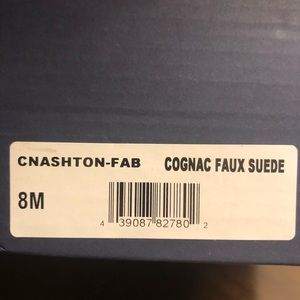 CNASHTON-FAB COGNAC FAUX SUEDE
8M
4 39087 82780 2